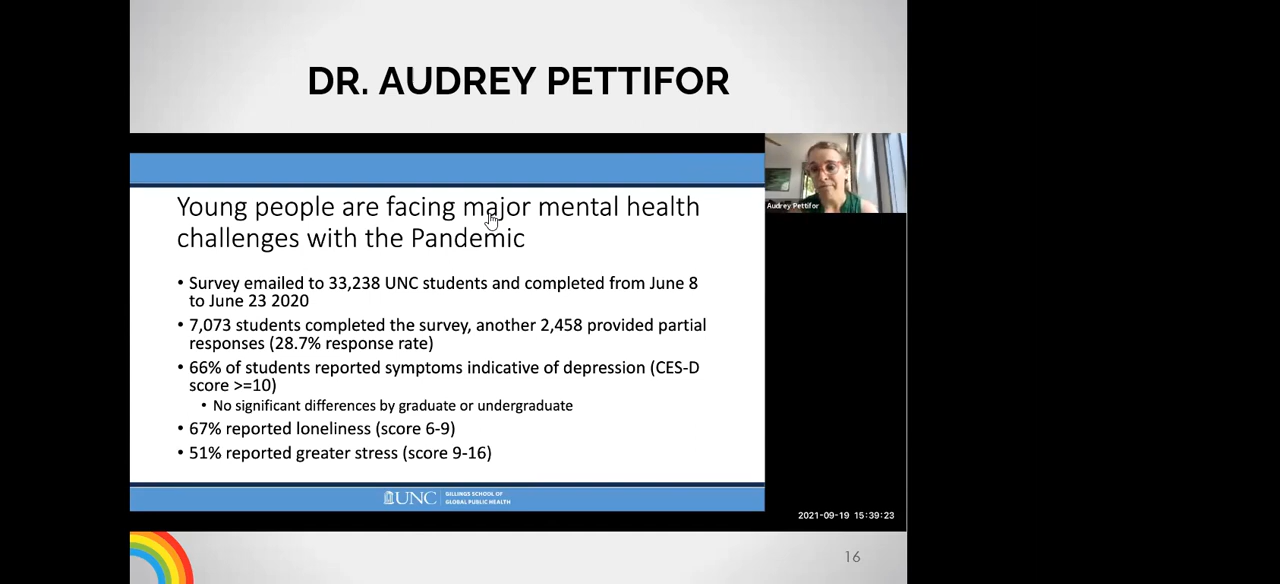 DR. AUDREY PETTIFOR
Young people are facing major mental health
challenges with the Pandemic
• Survey emailed to 33,238 UNC students and completed from June 8
to June 23 2020
• 7,073 students completed the survey, another 2,458 provided partial
responses (28.7% response rate)
• 66% of students reported symptoms indicative of depression (CES-D
score >=10)
• No significant differences by graduate or undergraduate
• 67% reported loneliness (score 6-9)
• 51% reported greater stress (score 9-16)
UNC
GILLINGS SCHOOL OF
GLOBAL PUBLIC HEALTH
Audrey Pettifor
2021-09-19 15:39:23
16